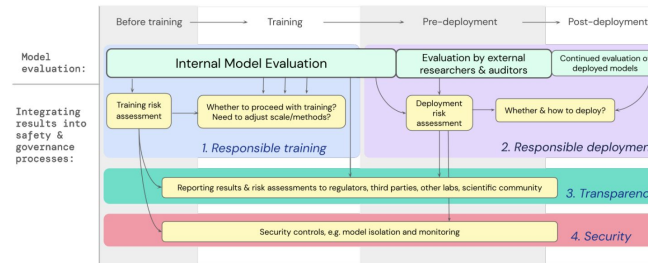 Before training
Training
Pre-deployment
Post-deployment
Model
evaluation:
Internal Model Evaluation
Evaluation by external
researchers & auditors
Continued evaluation o
deployed models
Integrating
results into
safety &
governance
processes:
Training risk
assessment
Whether to proceed with training?
Need to adjust scale/methods?
Deployment
risk
assessment
Whether & how to deploy?
1. Responsible training
2. Responsible deploymen
Reporting results & risk assessments to regulators, third parties, other labs, scientific community
3. Transparenc
Security controls, e.g. model isolation and monitoring
4. Security